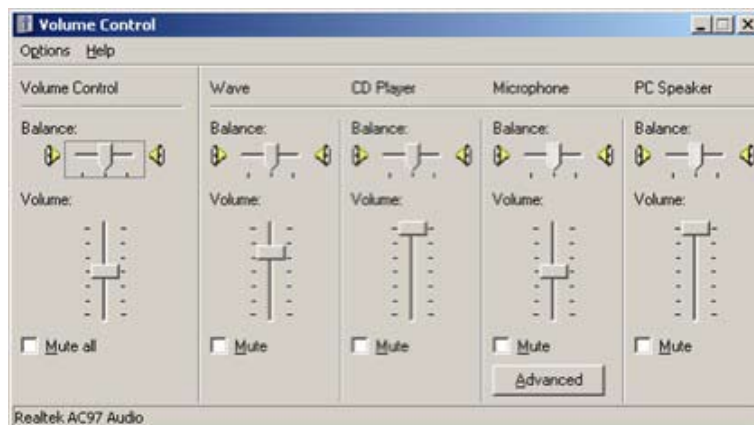 Volume Control
Options Help
Volume Control Wave CD Player Microphone PC Speaker
Balance: Balance: Balance: Balance: Balance:
Volume: Volume: Volume: Volume: Volume:
Mute all Mute Mute Mute Mute
Advanced
Realtek AC97 Audio